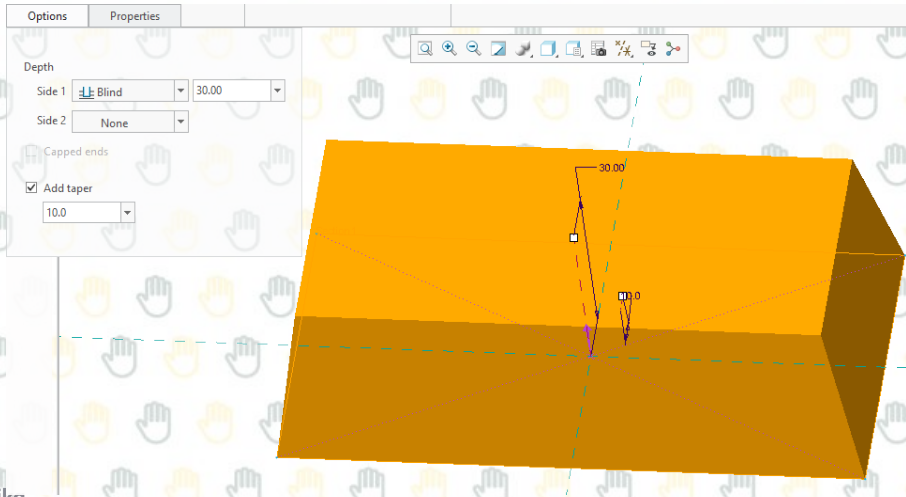 Options Properties
Depth
Side 1 Blind 30.00
Side 2 None
Capped ends
Add taper
10.0
30.00